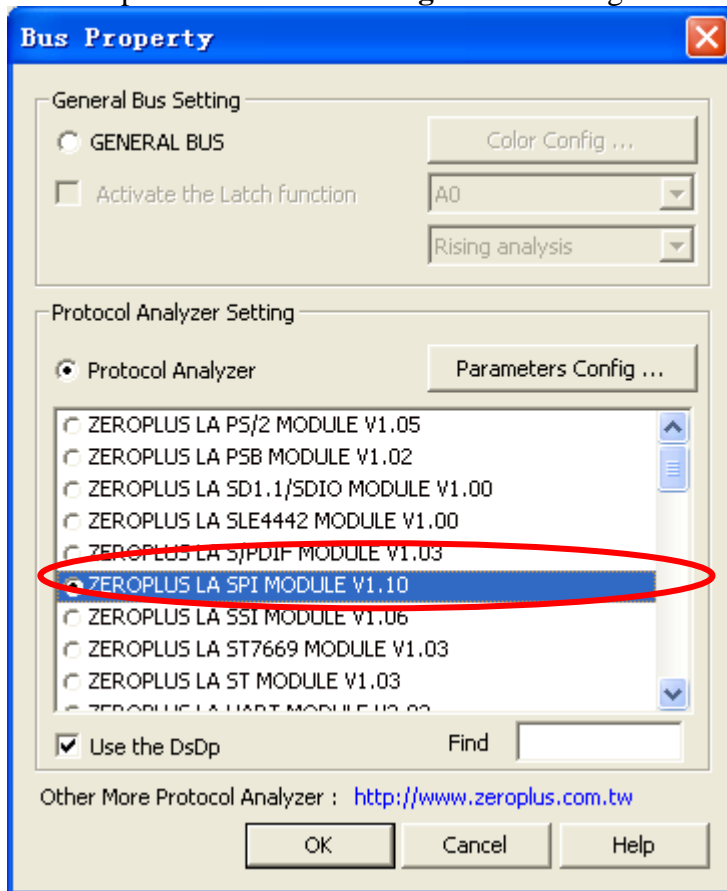 Bus Property
General Bus Setting
GENERAL BUS
Color Config ...
Activate the Latch function
A0
Rising analysis
Protocol Analyzer Setting
Protocol Analyzer
Parameters Config ...
ZEROPLUS LA PS/2 MODULE V1.05
ZEROPLUS LA PSB MODULE V1.02
ZEROPLUS LA SD1.1/SDIO MODULE V1.00
ZEROPLUS LA SLE4442 MODULE V1.00
ZEROPLUS LA S/PDIF MODULE V1.03
ZEROPLUS LA SPI MODULE V1.10
ZEROPLUS LA SSI MODULE V1.06
ZEROPLUS LA ST7669 MODULE V1.03
ZEROPLUS LA ST MODULE V1.03
ZEROPLUS LA UART MODULE
Use the DsDp
Find
Other More Protocol Analyzer : http://www.zeroplus.com.tw
OK
Cancel
Help